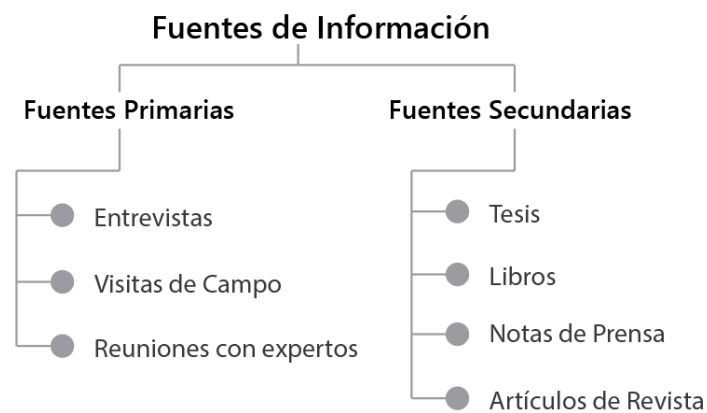 Fuentes de Información
Fuentes Primarias
Entrevistas
Visitas de Campo
Reuniones con expertos
Fuentes Secundarias
Tesis
Libros
Notas de Prensa
Artículos de Revista